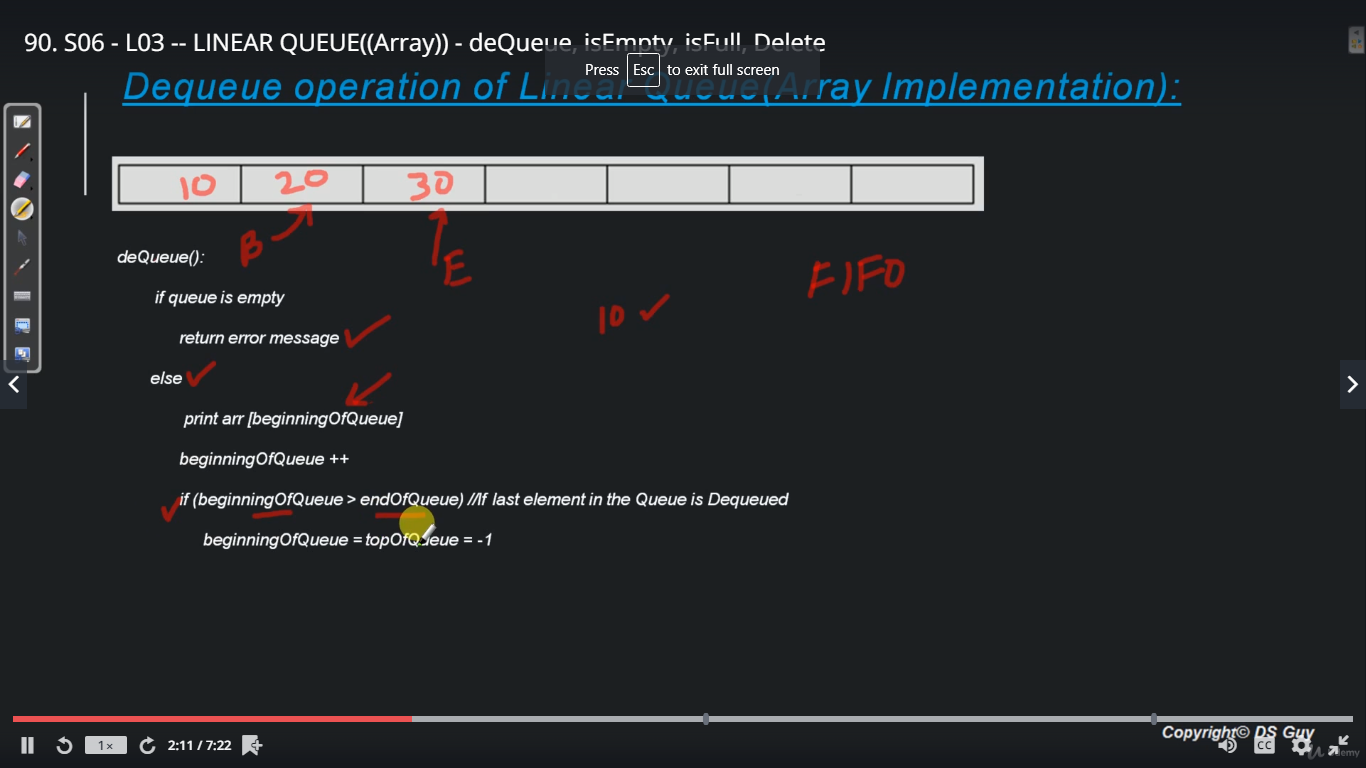 90. S06 - L03 -- LINEAR QUEUE((Array)) - deQueue, isEmpty, isFull, Delete
Press Esc to exit full screen
Dequeue operation of Linear Queue(Array Implementation):
10 20 30
B
E
FIFO
10
deQueue():
if queue is empty
return error message
else
print arr [beginningOfQueue]
beginningOfQueue ++
if (beginningOfQueue > endOfQueue) //If last element in the Queue is Dequeued
beginningOfQueue = topOfQueue = -1
Copyright© DS Guy
1x
2:11 / 7:22
CC